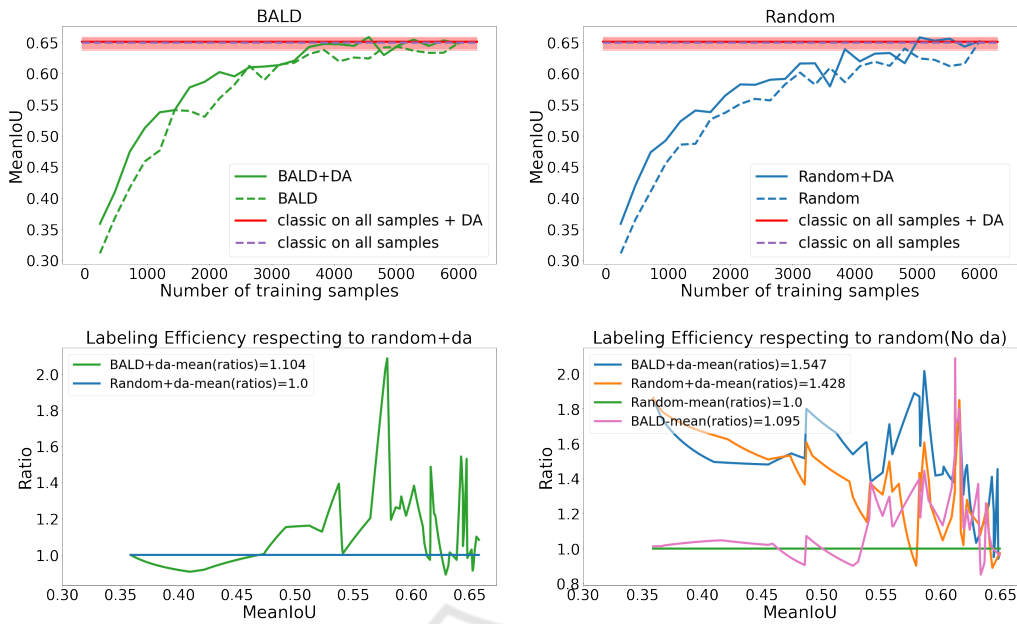 BALD
MeanIoU
0.65
0.60
0.55
0.50
0.45
0.40
0.35
0.30
BALD+DA
BALD
classic on all samples + DA
classic on all samples
0 1000 2000 3000 4000 5000 6000
Number of training samples
Random
MeanIoU
0.65
0.60
0.55
0.50
0.45
0.40
0.35
0.30
Random+DA
Random
classic on all samples + DA
classic on all samples
0 1000 2000 3000 4000 5000 6000
Number of training samples
Labeling Efficiency respecting to random+da
Ratio
2.0
1.8
1.6
1.4
1.2
1.0
BALD+da-mean(ratios)=1.104
Random+da-mean(ratios)=1.0
0.30 0.35 0.40 0.45 0.50 0.55 0.60 0.65
MeanIoU
Labeling Efficiency respecting to random(No da)
Ratio
2.0
1.8
1.6
1.4
1.2
1.0
0.8
BALD+da-mean(ratios)=1.547
Random+da-mean(ratios)=1.428
Random-mean(ratios)=1.0
BALD-mean(ratios)=1.095
0.30 0.35 0.40 0.45 0.50 0.55 0.60 0.65
MeanIoU